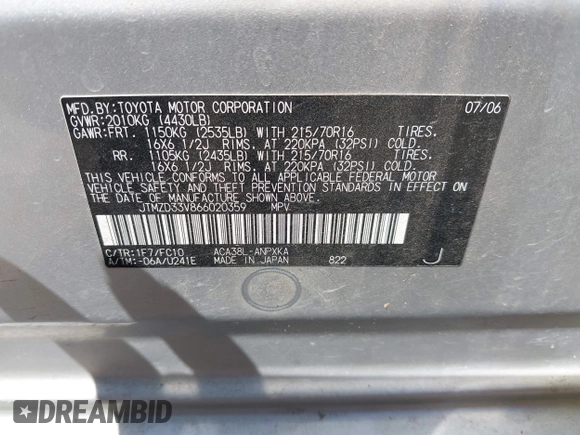 MFD. BY: TOYOTA MOTOR CORPORATION 07/06
GVWR: 2010KG (4430LB)
GAWR: FRT. 1150KG (2535LB) WITH 215/70R16 TIRES.
16X6 1/2J RIMS. AT 220KPA (32PSI) COLD.
RR. 1105KG (2435LB) WITH 215/70R16 TIRES.
16X6 1/2J RIMS. AT 220KPA (32PSI) COLD.
THIS VEHICLE CONFORMS TO ALL APPLICABLE FEDERAL MOTOR
VEHICLE SAFETY AND THEFT PREVENTION STANDARDS IN EFFECT
ON THE DATE OF MANUFACTURE SHOWN ABOVE.
JTMZD33V866020359 MPV
C/TR: 1F7/FC10 ACA38L-ANPXKA
A/TM: -06A/U241E MADE IN JAPAN 822 J
DREAMBID